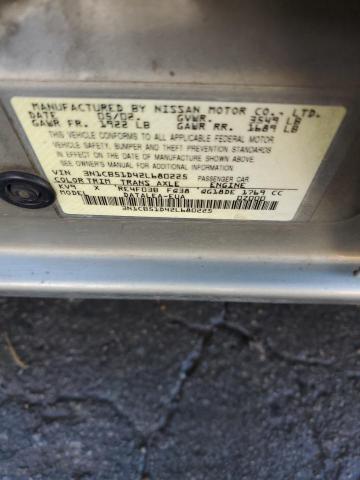 MANUFACTURED BY NISSAN MOTOR CO., LTD.
DATE 05/02. GVWR. 3549 LB
GAWR FR. 1922 LB GAWR RR. 1689 LB
THIS VEHICLE CONFORMS TO ALL APPLICABLE FEDERAL MOTOR
VEHICLE SAFETY, BUMPER AND THEFT PREVENTION STANDARDS
IN EFFECT ON THE DATE OF MANUFACTURE SHOWN ABOVE.
SEE OWNER'S MANUAL FOR ADDITIONAL INFORMATION
VIN 3N1CB51D42L680225 PASSENGER CAR
COLOR TRIM TRANS AXLE ENGINE
KV9 X RE4F03B FG38 QG18DE 1769 CC
MODEL 07000
3N1CB51D42L680225